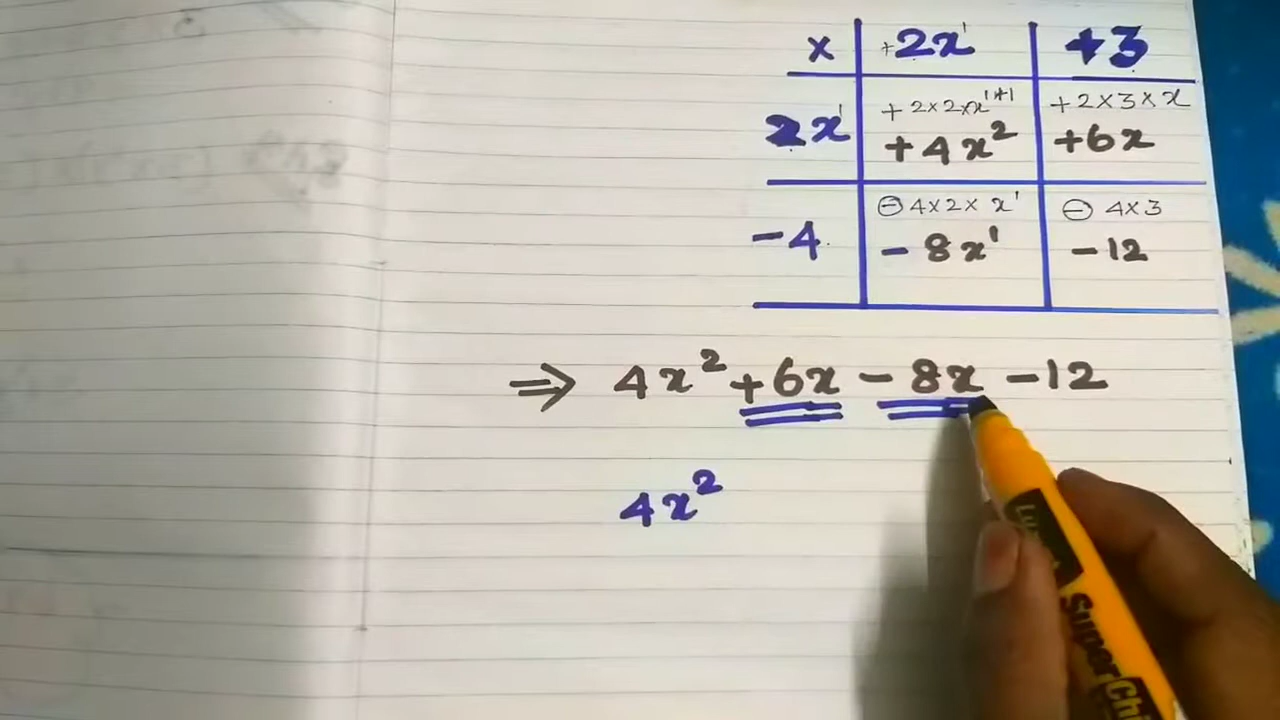 x +2x¹ +3
2x¹ +2×2×x¹⁺¹ +2×3×x
+4x² +6x
-4. ⊖4×2×x¹ ⊖ 4×3
-8x¹ -12
⇒ 4x² +6x -8x -12
4x²